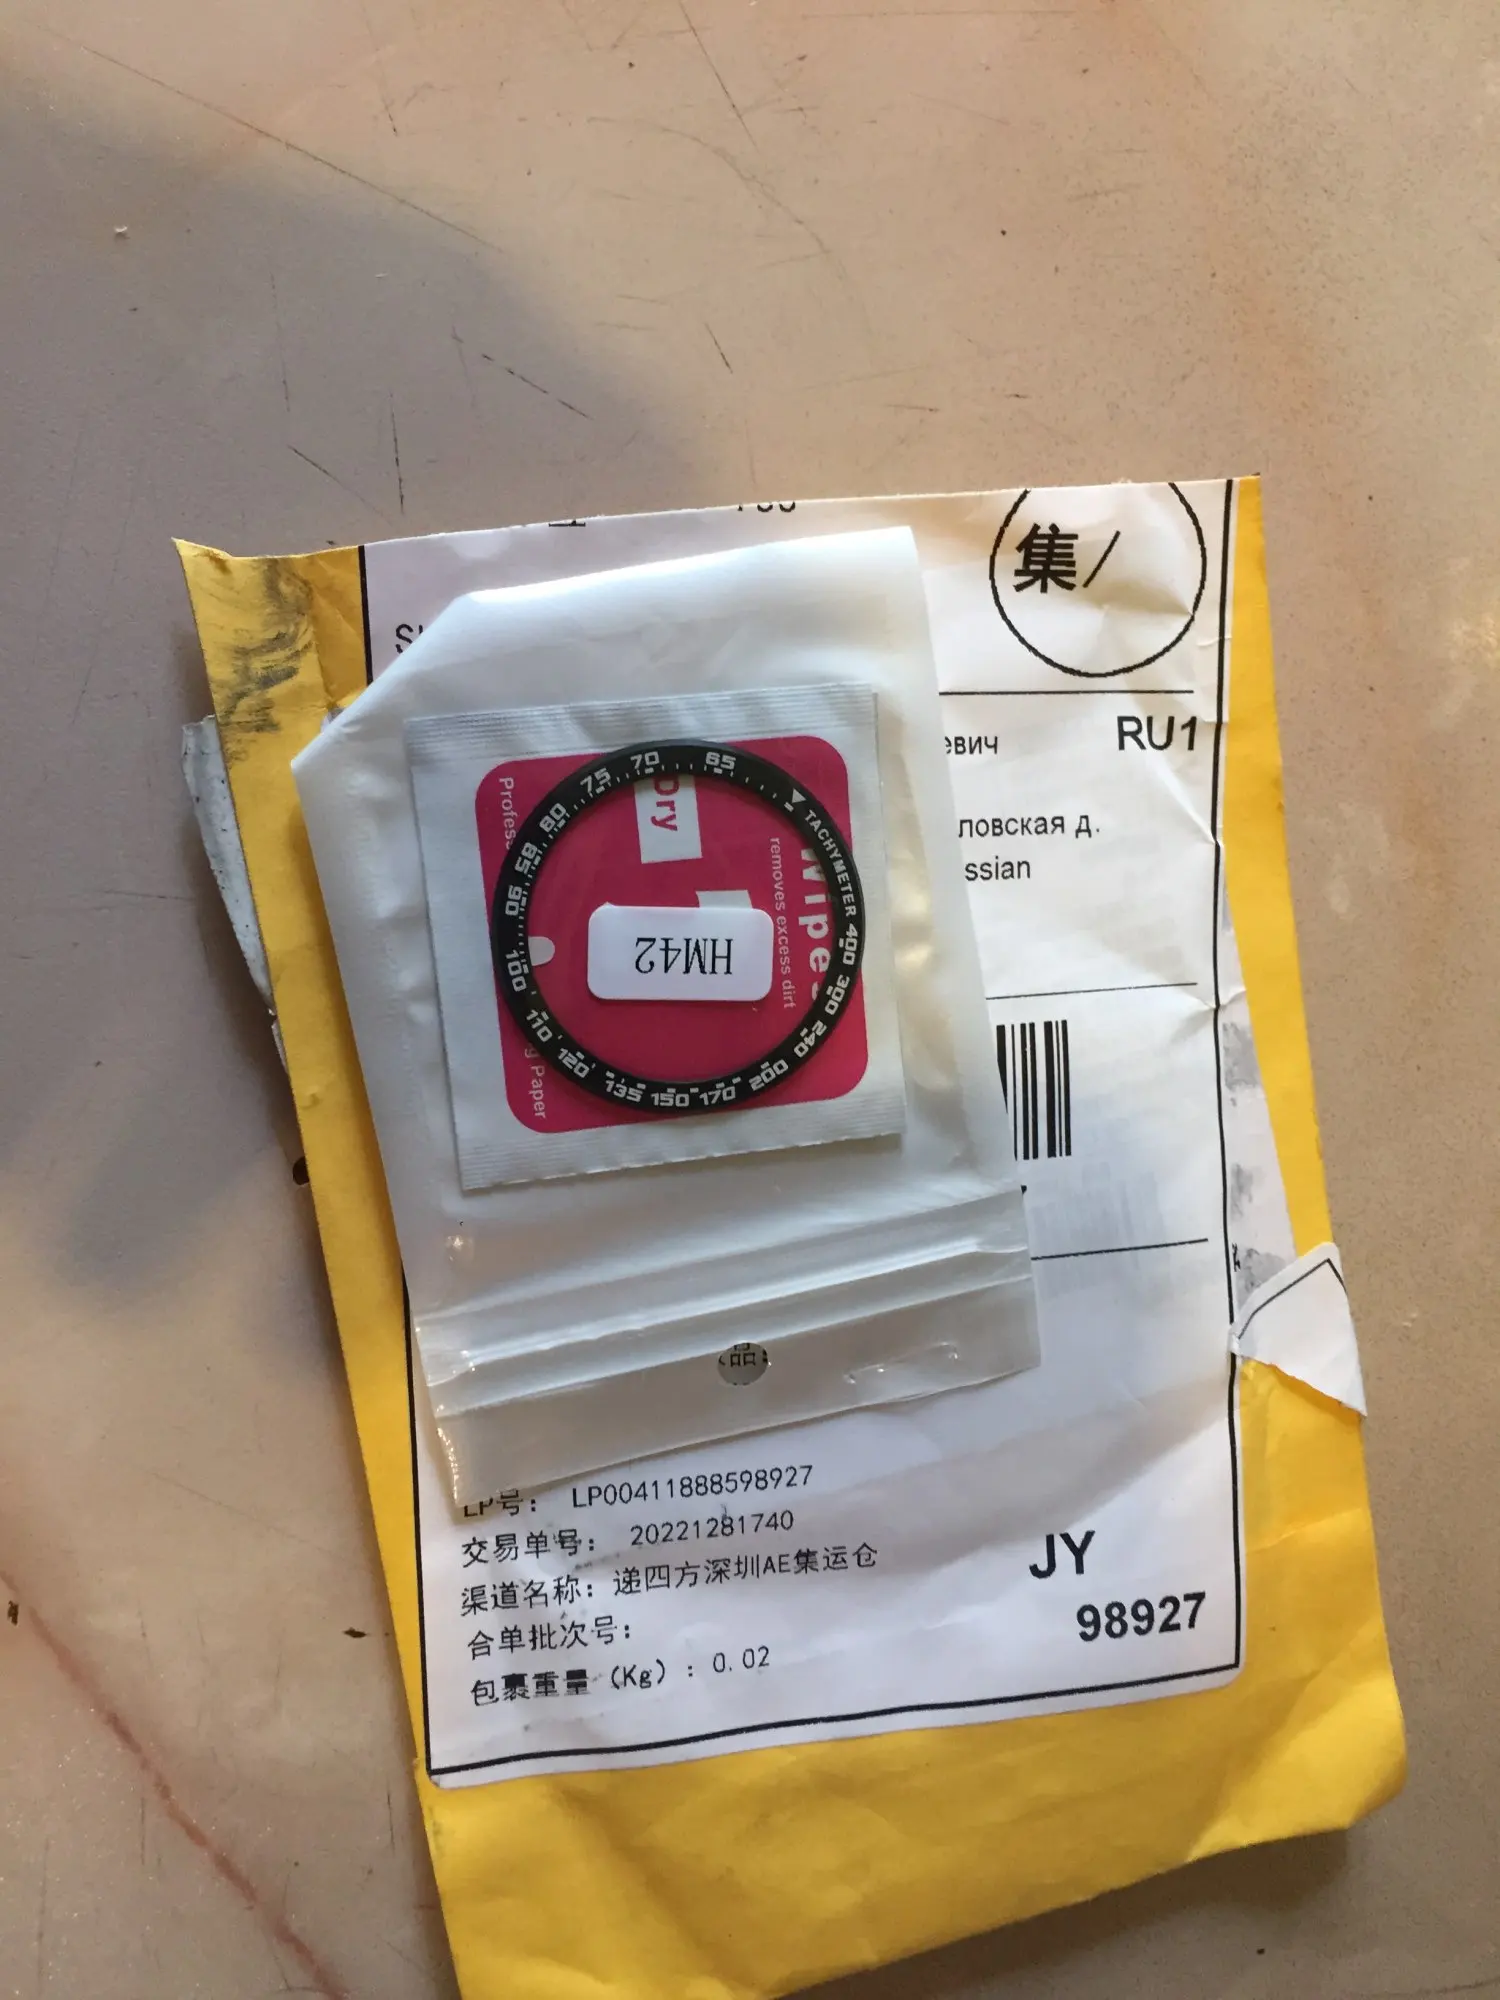 集/
RU1
евич
ловская д.
ssian
70
65
75
80
85
90
100
110
120
135
150
170
200
240
300
400
TACHYMETER
Dry
removes excess dirt
Paper
HM42
品:
LP号: LP00411888598927
交易单号: 20221281740
渠道名称: 递四方深圳AE集运仓
合单批次号:
包裹重量 (Kg) : 0.02
JY
98927